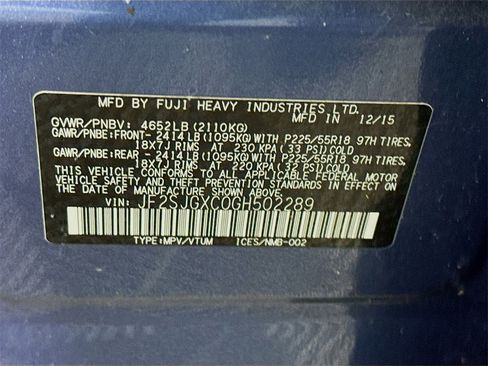 MFD BY FUJI HEAVY INDUSTRIES LTD. 12/15
GVWR/PNBV: 4652LB(2110KG)
GAWR/PNBE:FRONT-2414LB(1095KG)WITH P225/55R18 97H TIRES,
18X7J RIMS AT 230 KPA(33 PSI)COLD
GAWR/PNBE:REAR -2414LB(1095KG)WITH P225/55R18 97H TIRES,
18X7J RIMS AT 220 KPA(32 PSI)COLD
THIS VEHICLE CONFORMS TO ALL APPLICABLE FEDERAL MOTOR
VEHICLE SAFETY, BUMPER AND THEFT PREVENTION STANDARDS IN
EFFECT ON THE DATE OF MANUFACTURE SHOWN ABOVE.
VIN: JF2SJGXC0GH502289
TYPE:MPV/VTUM ICES/NMB-002